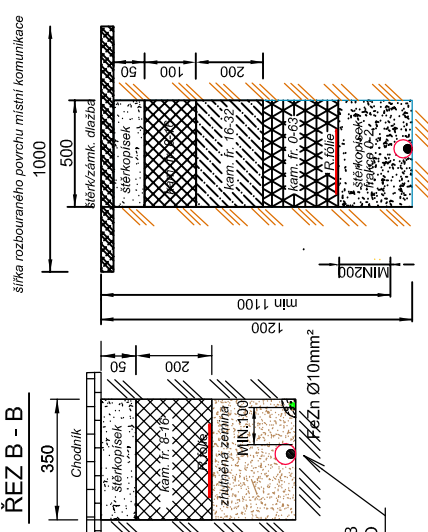 šířka rozbouraného povrchu místní komunikace
1000
500
štěrk/zámk. dlažba
50
100
200
štěrkopísek
kam. fr. 16-32
kam. fr. 0-63
R.fólie
štěrkopísek
frakce 0-2
MIN200
min 1100
1200
ŘEZ B - B
350
Chodník
50
200
štěrkopísek
kam. fr. 8-16
R.fólie
zhutněná zemina
MIN.100
FeZn Ø10mm²
B